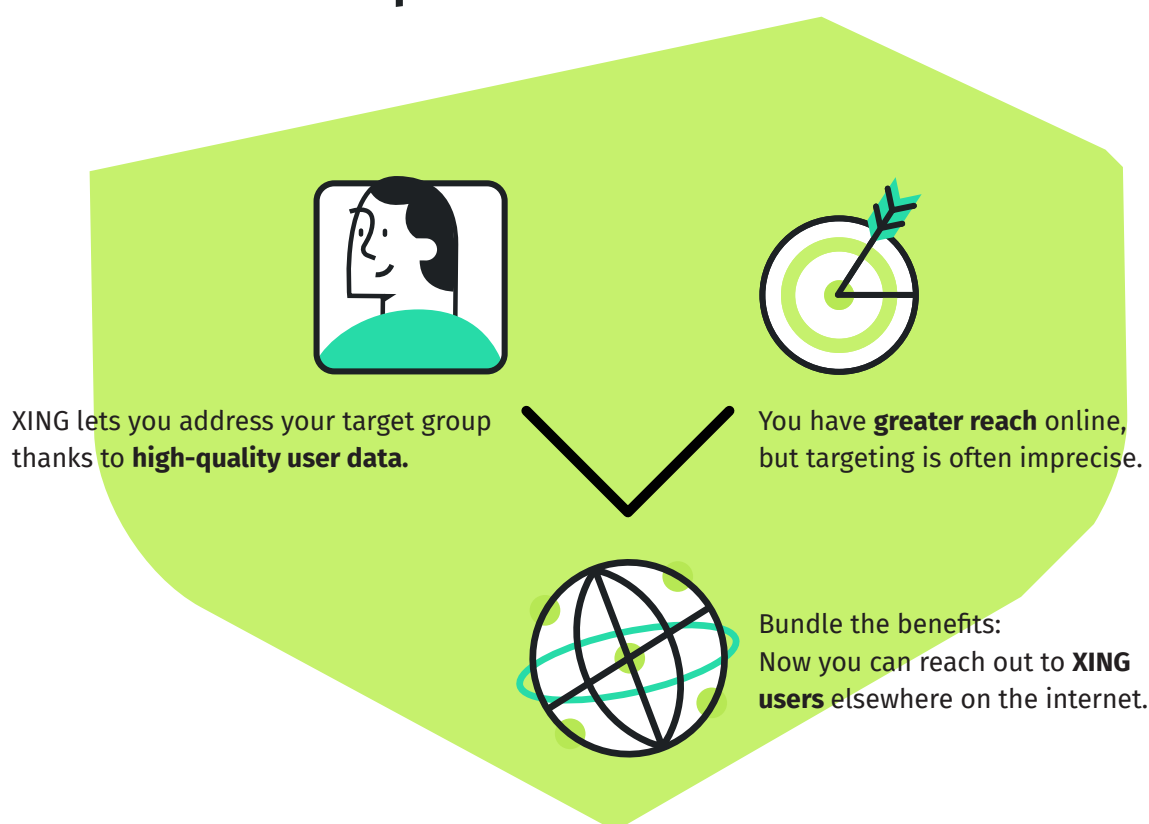 XING lets you address your target group
thanks to high-quality user data.
You have greater reach online,
but targeting is often imprecise.
Bundle the benefits:
Now you can reach out to XING
users elsewhere on the internet.